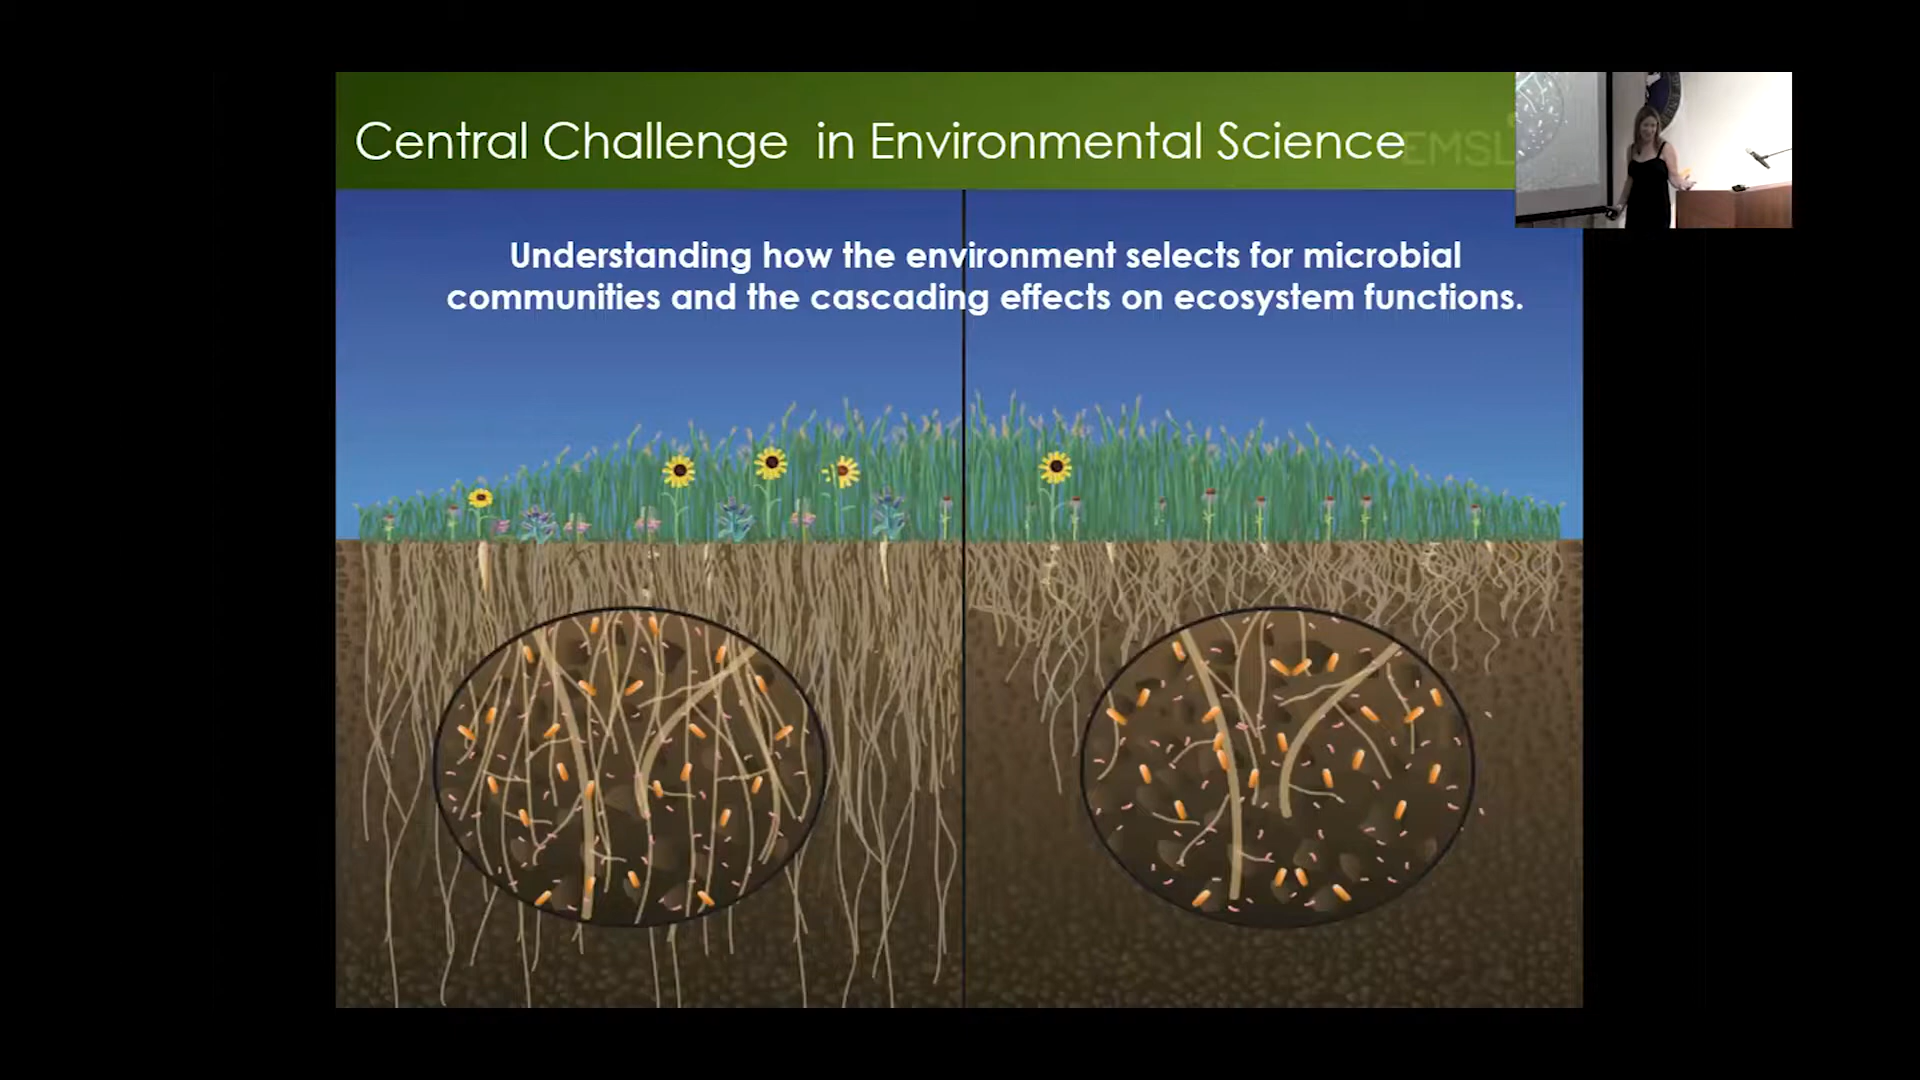 Central Challenge in Environmental Science
EMSL
Understanding how the environment selects for microbial
communities and the cascading effects on ecosystem functions.